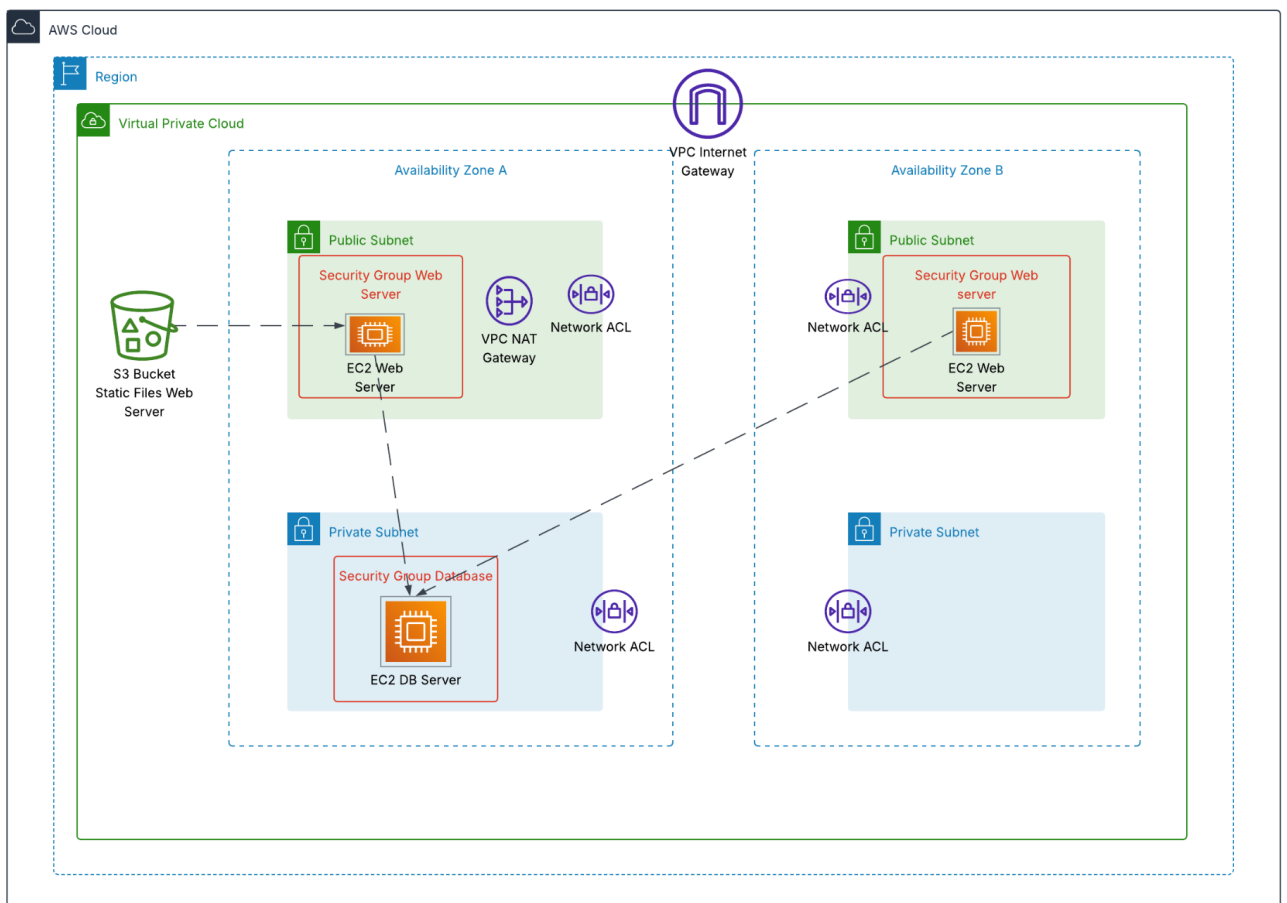 AWS Cloud
Region
Virtual Private Cloud
VPC Internet
Gateway
Availability Zone A
Availability Zone B
Public Subnet
Security Group Web
Server
EC2 Web
Server
VPC NAT
Gateway
Network ACL
Public Subnet
Security Group Web
server
Network ACL
EC2 Web
Server
S3 Bucket
Static Files Web
Server
Private Subnet
Security Group Database
EC2 DB Server
Network ACL
Private Subnet
Network ACL